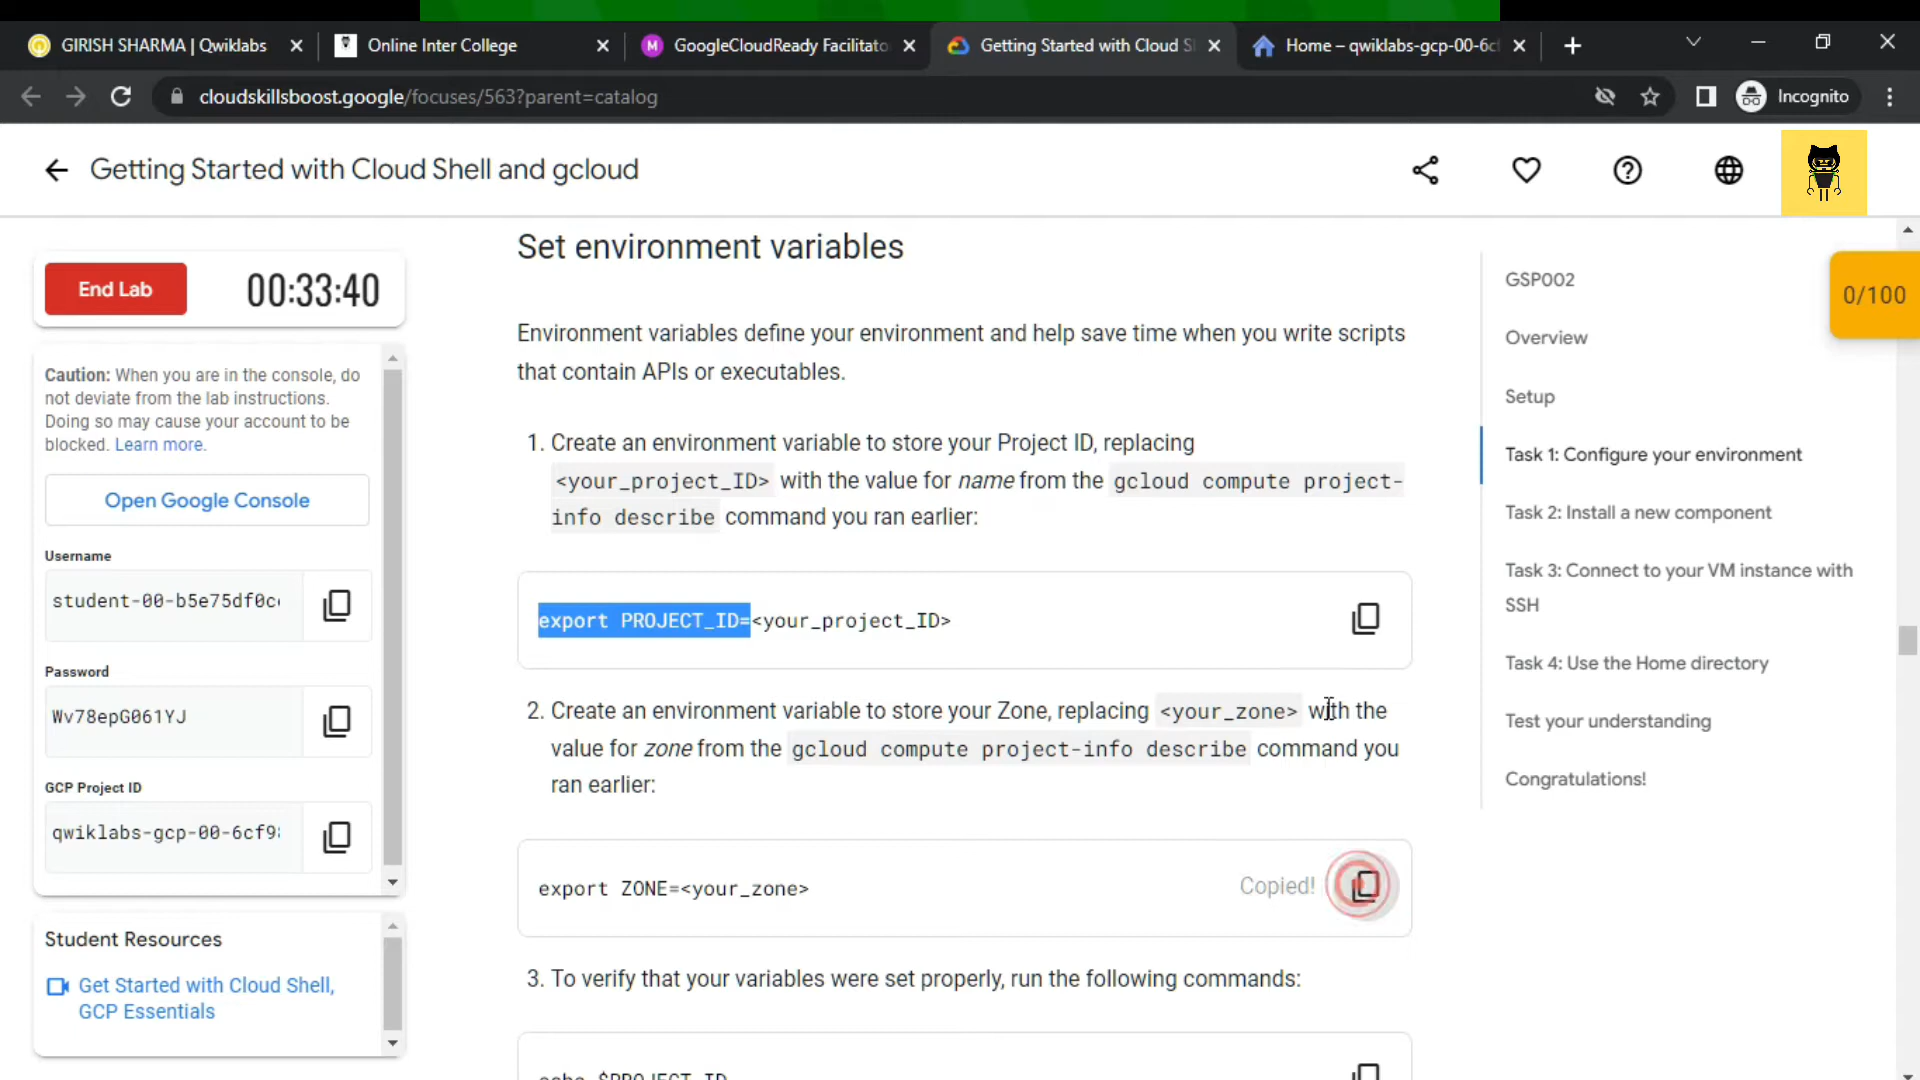 GIRISH SHARMA | Qwiklabs
Online Inter College
M
GoogleCloudReady Facilitato
Getting Started with Cloud S
Home – qwiklabs-gcp-00-6c
cloudskillsboost.google/focuses/563?parent=catalog
Incognito
Getting Started with Cloud Shell and gcloud
End Lab
00:33:40
Caution: When you are in the console, do
not deviate from the lab instructions.
Doing so may cause your account to be
blocked. Learn more.
Open Google Console
Username
student-00-b5e75df0c
Password
Wv78epG061YJ
GCP Project ID
qwiklabs-gcp-00-6cf9
Student Resources
Get Started with Cloud Shell,
GCP Essentials
Set environment variables
Environment variables define your environment and help save time when you write scripts
that contain APIs or executables.
1. Create an environment variable to store your Project ID, replacing
<your_project_ID> with the value for name from the gcloud compute project-
info describe command you ran earlier:
export PROJECT_ID=<your_project_ID>
2. Create an environment variable to store your Zone, replacing <your_zone> with the
value for zone from the gcloud compute project-info describe command you
ran earlier:
export ZONE=<your_zone>
Copied!
3. To verify that your variables were set properly, run the following commands:
echo $PROJECT_ID
GSP002
Overview
Setup
Task 1: Configure your environment
Task 2: Install a new component
Task 3: Connect to your VM instance with
SSH
Task 4: Use the Home directory
Test your understanding
Congratulations!
0/100